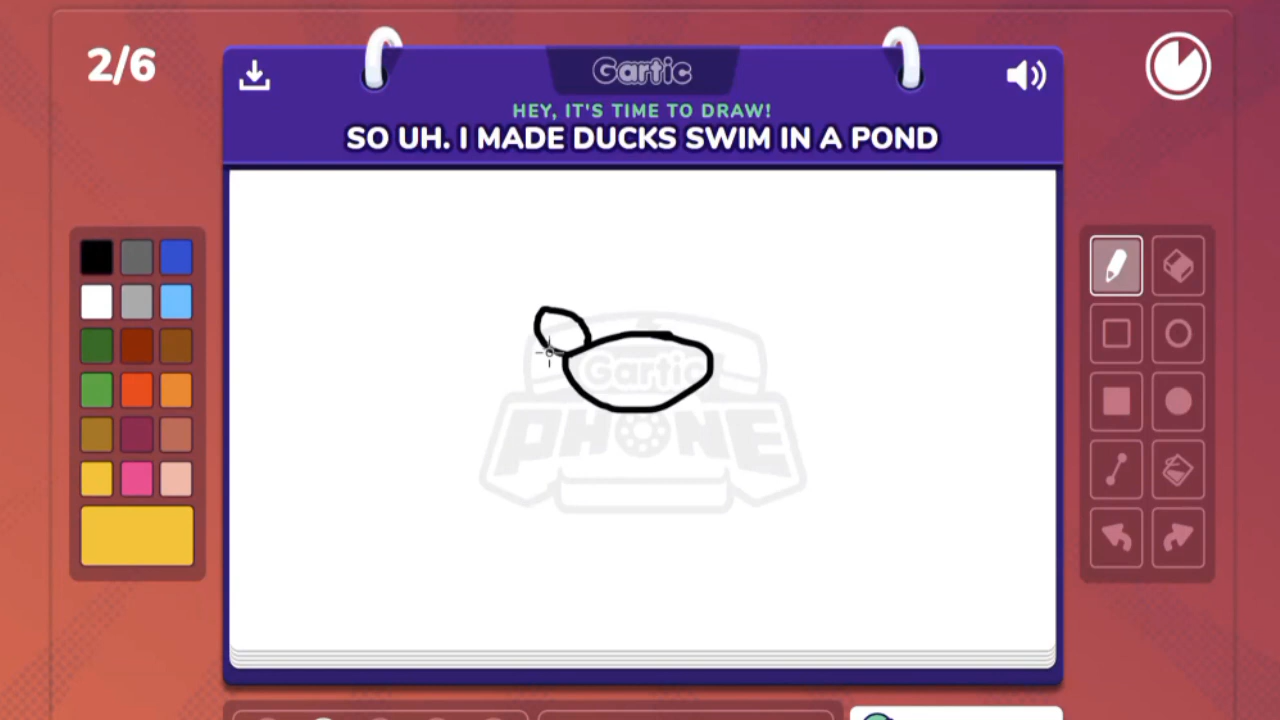 2/6
Gartic
HEY, IT'S TIME TO DRAW!
SO UH. I MADE DUCKS SWIM IN A POND
Gartic
PHONE